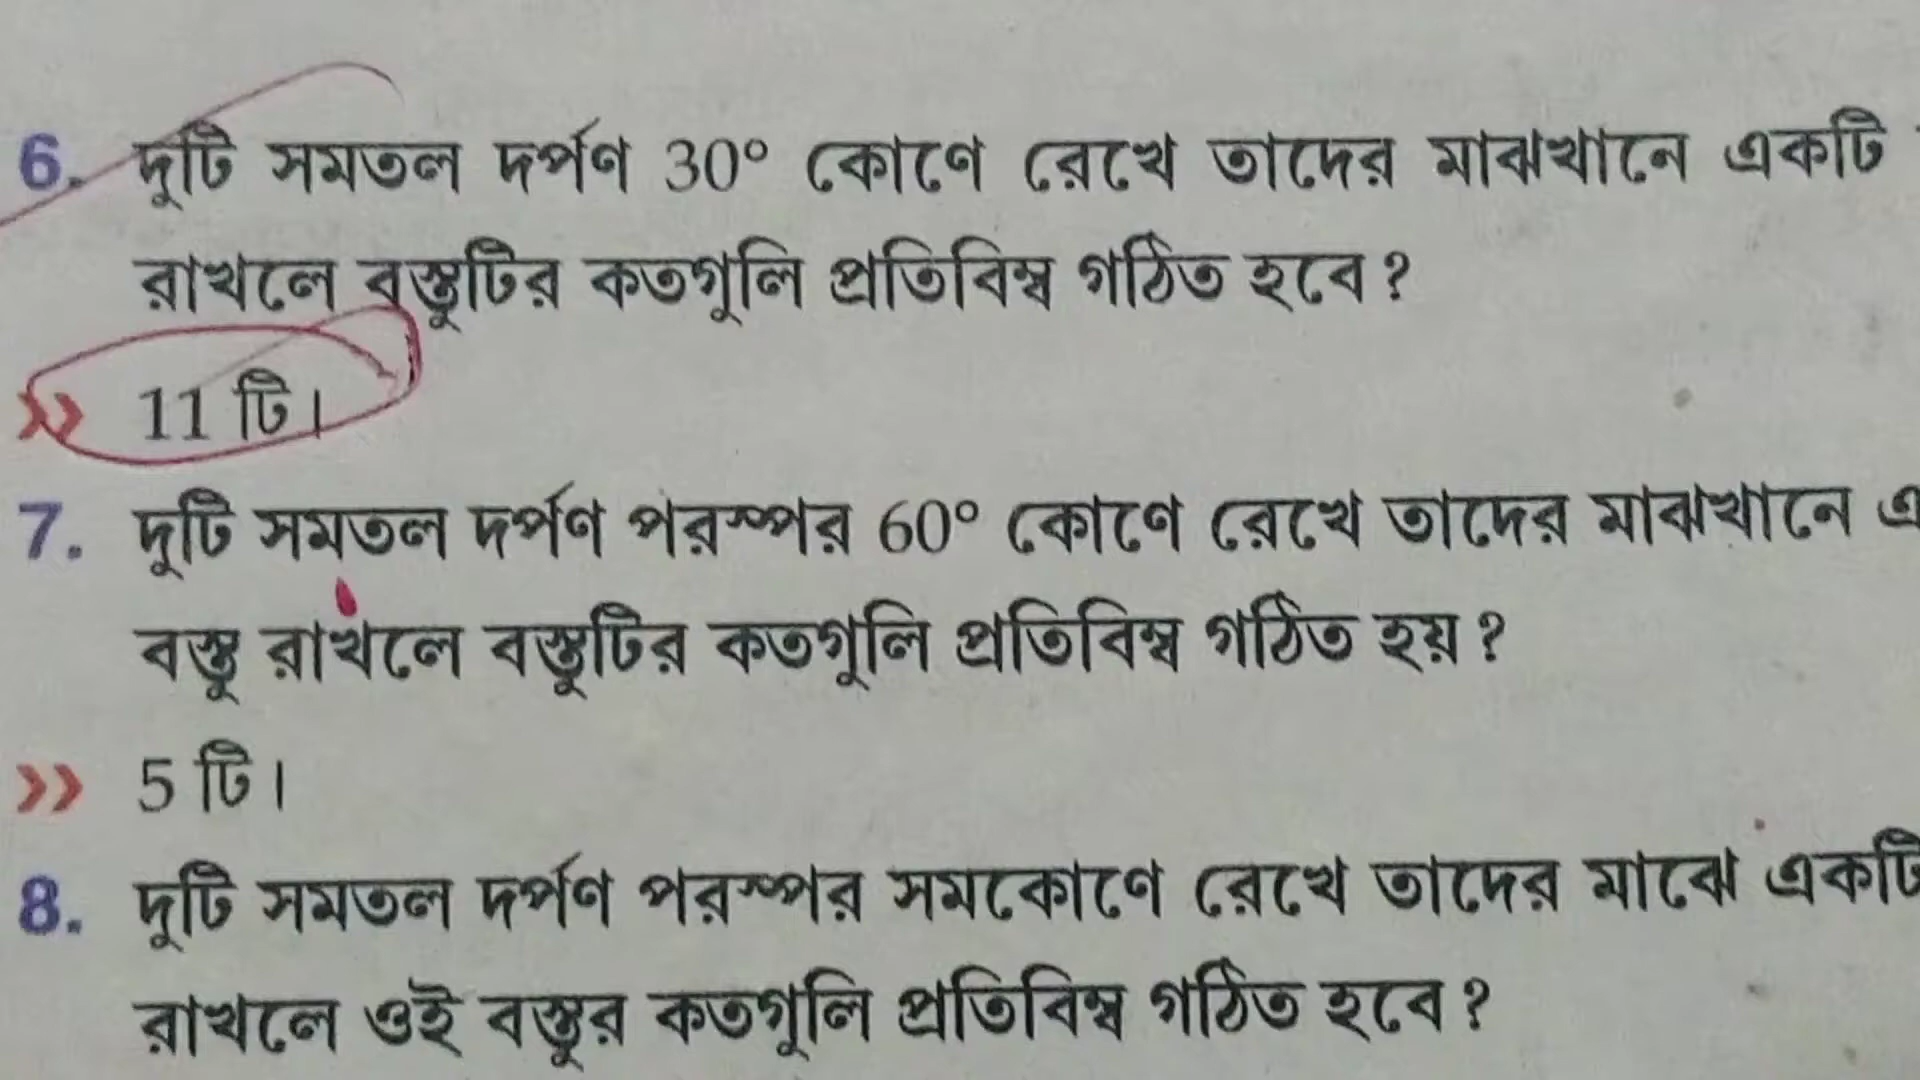 6. দুটি সমতল দর্পণ 30° কোণে রেখে তাদের মাঝখানে একটি
রাখলে বস্তুটির কতগুলি প্রতিবিম্ব গঠিত হবে?
>> 11 টি।
7. দুটি সমতল দর্পণ পরস্পর 60° কোণে রেখে তাদের মাঝখানে এ
বস্তু রাখলে বস্তুটির কতগুলি প্রতিবিম্ব গঠিত হয়?
>> 5 টি।
8. দুটি সমতল দর্পণ পরস্পর সমকোণে রেখে তাদের মাঝে একটি
রাখলে ওই বস্তুর কতগুলি প্রতিবিম্ব গঠিত হবে?